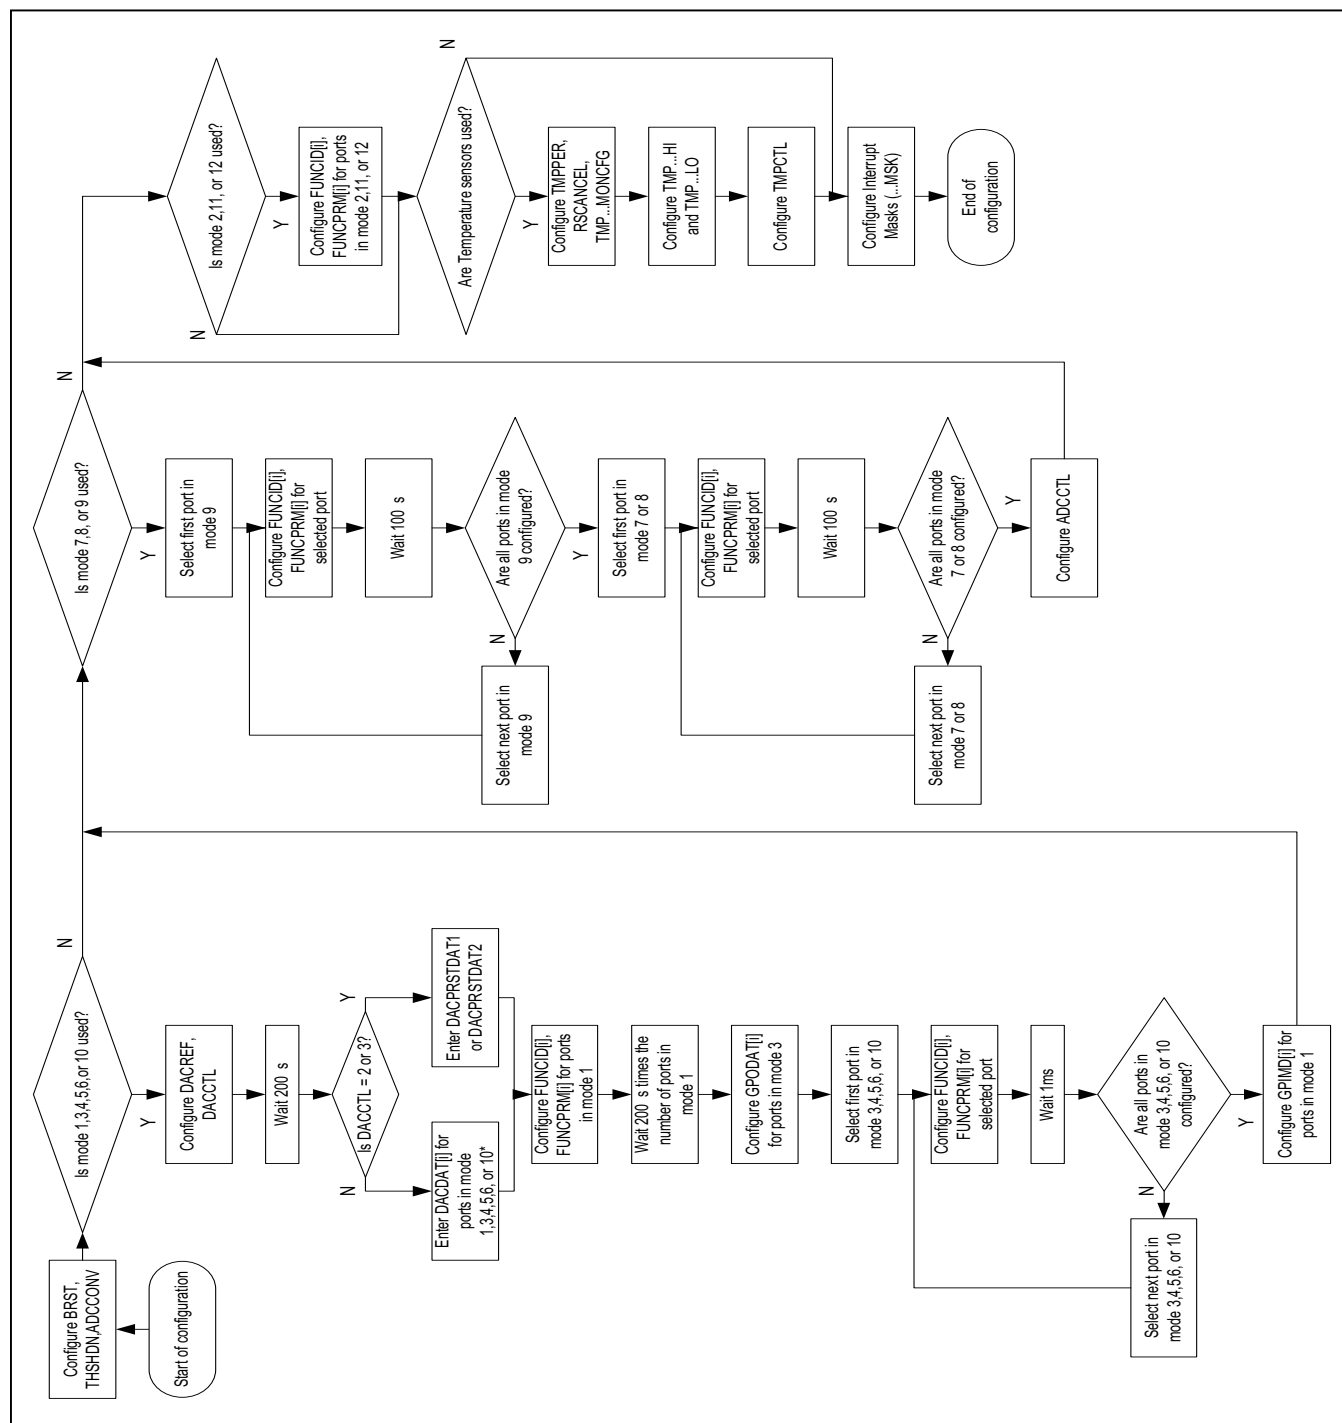 Start of configuration
Configure BRST,
THSHDN,ADCCONV
Is mode 1,3,4,5,6,or 10 used?
N
Y
Configure DACREF,
DACCTL
Wait 200 s
Is DACCTL = 2 or 3?
N
Y
Enter DACDAT[i] for
ports in mode
1,3,4,5,6, or 10*
Enter DACPRSTDAT1
or DACPRSTDAT2
Configure FUNCID[i],
FUNCPRM[i] for ports
in mode 1
Wait 200 s times the
number of ports in
mode 1
Configure GPODAT[i]
for ports in mode 3
Select first port in
mode 3,4,5,6, or 10
Configure FUNCID[i],
FUNCPRM[i] for
selected port
Wait 1ms
Are all ports in
mode 3,4,5,6, or 10
configured?
N
Y
Select next port in
mode 3,4,5,6, or 10
Configure GPIMD[i] for
ports in mode 1
Is mode 7,8, or 9 used?
N
Y
Select first port in
mode 9
Configure FUNCID[i],
FUNCPRM[i] for
selected port
Wait 100 s
Are all ports in mode
9 configured?
N
Y
Select next port in
mode 9
Select first port in
mode 7 or 8
Configure FUNCID[i],
FUNCPRM[i] for
selected port
Wait 100 s
Are all ports in mode
7 or 8 configured?
N
Y
Select next port in
mode 7 or 8
Configure ADCCTL
Is mode 2,11, or 12 used?
N
Y
Configure FUNCID[i],
FUNCPRM[i] for ports
in mode 2,11, or 12
Are Temperature sensors used?
N
Y
Configure TMPPER,
RSCANCEL,
TMP...MONCFG
Configure TMP...HI
and TMP...LO
Configure TMPCTL
Configure Interrupt
Masks (...MSK)
End of
configuration